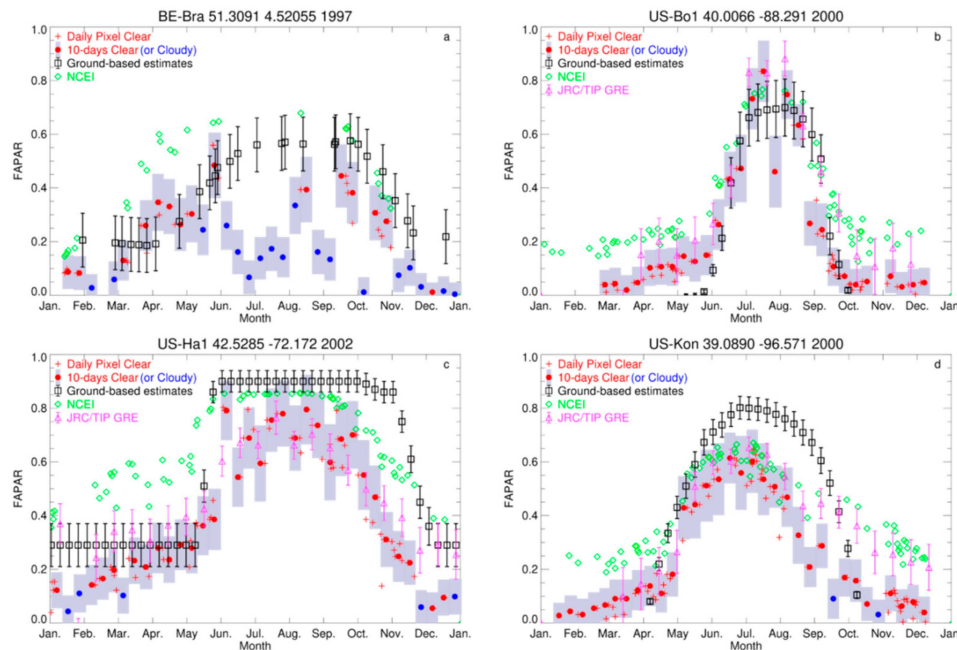 BE-Bra 51.3091 4.52055 1997
1.0
0.8
0.6
0.4
0.2
0.0
FAPAR
+ Daily Pixel Clear
10-days Clear (or Cloudy)
Ground-based estimates
NCEI
a
Jan. Feb. Mar. Apr. May Jun. Jul. Aug. Sep. Oct. Nov. Dec. Jan.
Month
US-Bo1 40.0066 -88.291 2000
1.0
0.8
0.6
0.4
0.2
0.0
FAPAR
+ Daily Pixel Clear
10-days Clear (or Cloudy)
Ground-based estimates
NCEI
JRC/TIP GRE
b
Jan. Feb. Mar. Apr. May Jun. Jul. Aug. Sep. Oct. Nov. Dec. Jan.
Month
US-Ha1 42.5285 -72.172 2002
1.0
0.8
0.6
0.4
0.2
0.0
FAPAR
+ Daily Pixel Clear
10-days Clear (or Cloudy)
Ground-based estimates
NCEI
JRC/TIP GRE
c
Jan. Feb. Mar. Apr. May Jun. Jul. Aug. Sep. Oct. Nov. Dec. Jan.
Month
US-Kon 39.0890 -96.571 2000
1.0
0.8
0.6
0.4
0.2
0.0
FAPAR
+ Daily Pixel Clear
10-days Clear (or Cloudy)
Ground-based estimates
NCEI
JRC/TIP GRE
d
Jan. Feb. Mar. Apr. May Jun. Jul. Aug. Sep. Oct. Nov. Dec. Jan.
Month